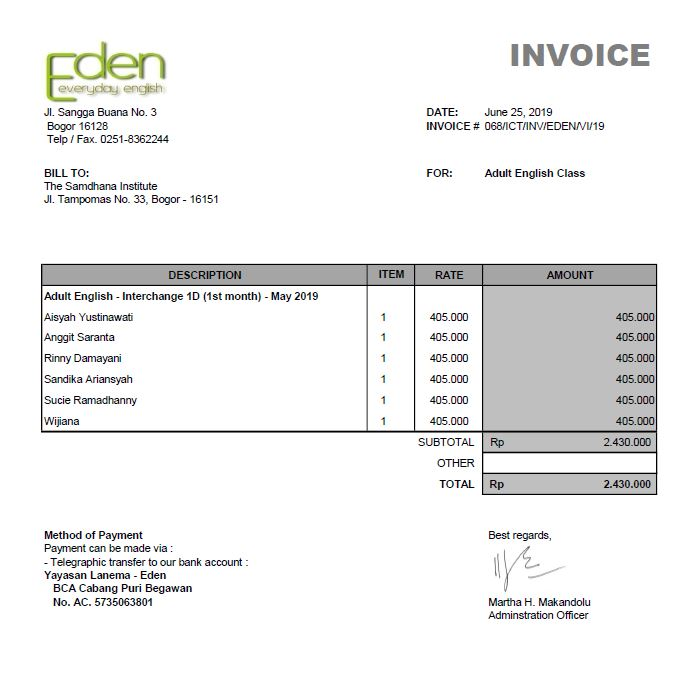 Eden
everyday english
INVOICE
Jl. Sangga Buana No. 3
Bogor 16128
Telp / Fax. 0251-8362244
DATE: June 25, 2019
INVOICE # 068/ICT/INV/EDEN/VI/19
BILL TO:
The Samdhana Institute
Jl. Tampomas No. 33, Bogor - 16151
FOR: Adult English Class
DESCRIPTION ITEM RATE AMOUNT
Adult English - Interchange 1D (1st month) - May 2019
Aisyah Yustinawati 1 405.000 405.000
Anggit Saranta 1 405.000 405.000
Rinny Damayani 1 405.000 405.000
Sandika Ariansyah 1 405.000 405.000
Sucie Ramadhanny 1 405.000 405.000
Wijiana 1 405.000 405.000
SUBTOTAL Rp 2.430.000
OTHER
TOTAL Rp 2.430.000
Method of Payment
Payment can be made via :
- Telegraphic transfer to our bank account :
Yayasan Lanema - Eden
BCA Cabang Puri Begawan
No. AC. 5735063801
Best regards,
Martha H. Makandolu
Adminstration Officer